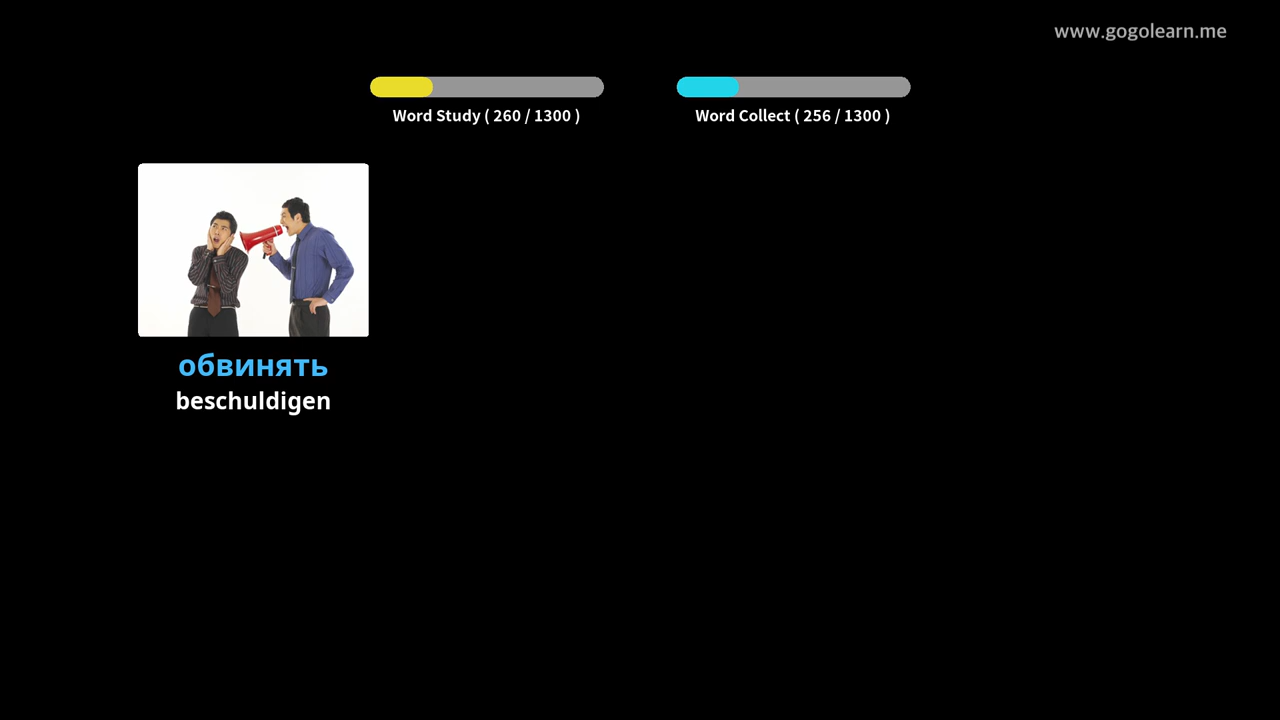 www.gogolearn.me
Word Study ( 260 / 1300 )
Word Collect ( 256 / 1300 )
обвинять
beschuldigen